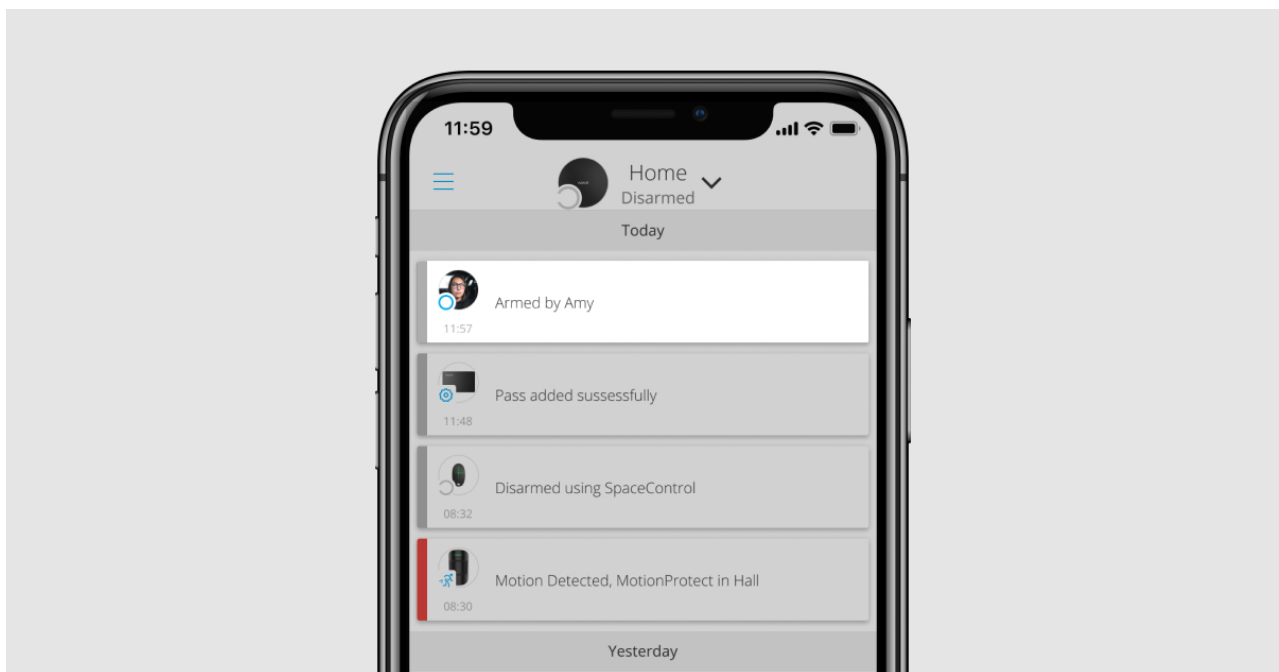 11:59
Home
Disarmed
Today
Armed by Amy
11:57
Pass added sussessfully
11:48
Disarmed using SpaceControl
08:32
Motion Detected, MotionProtect in Hall
08:30
Yesterday